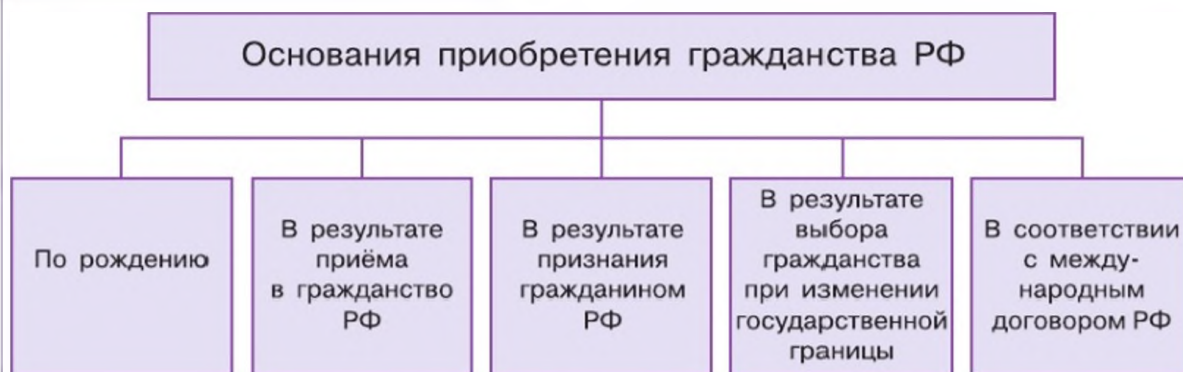 Основания приобретения гражданства РФ
По рождению
В результате
приёма
в гражданство
РФ
В результате
признания
гражданином
РФ
В результате
выбора
гражданства
при изменении
государственной
границы
В соответствии
с между-
народным
договором РФ